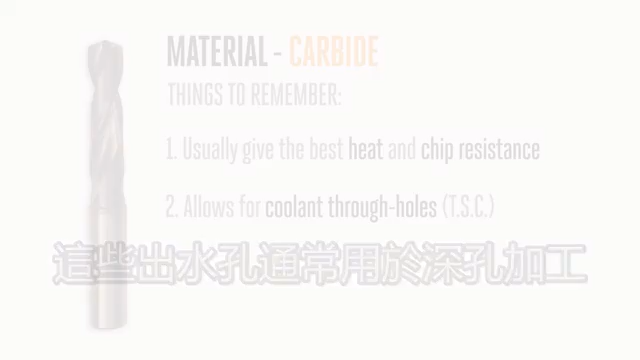 MATERIAL - CARBIDE
THINGS TO REMEMBER:
1. Usually give the best heat and chip resistance
2. Allows for coolant through-holes (T.S.C.)
這些出水孔通常用於深孔加工